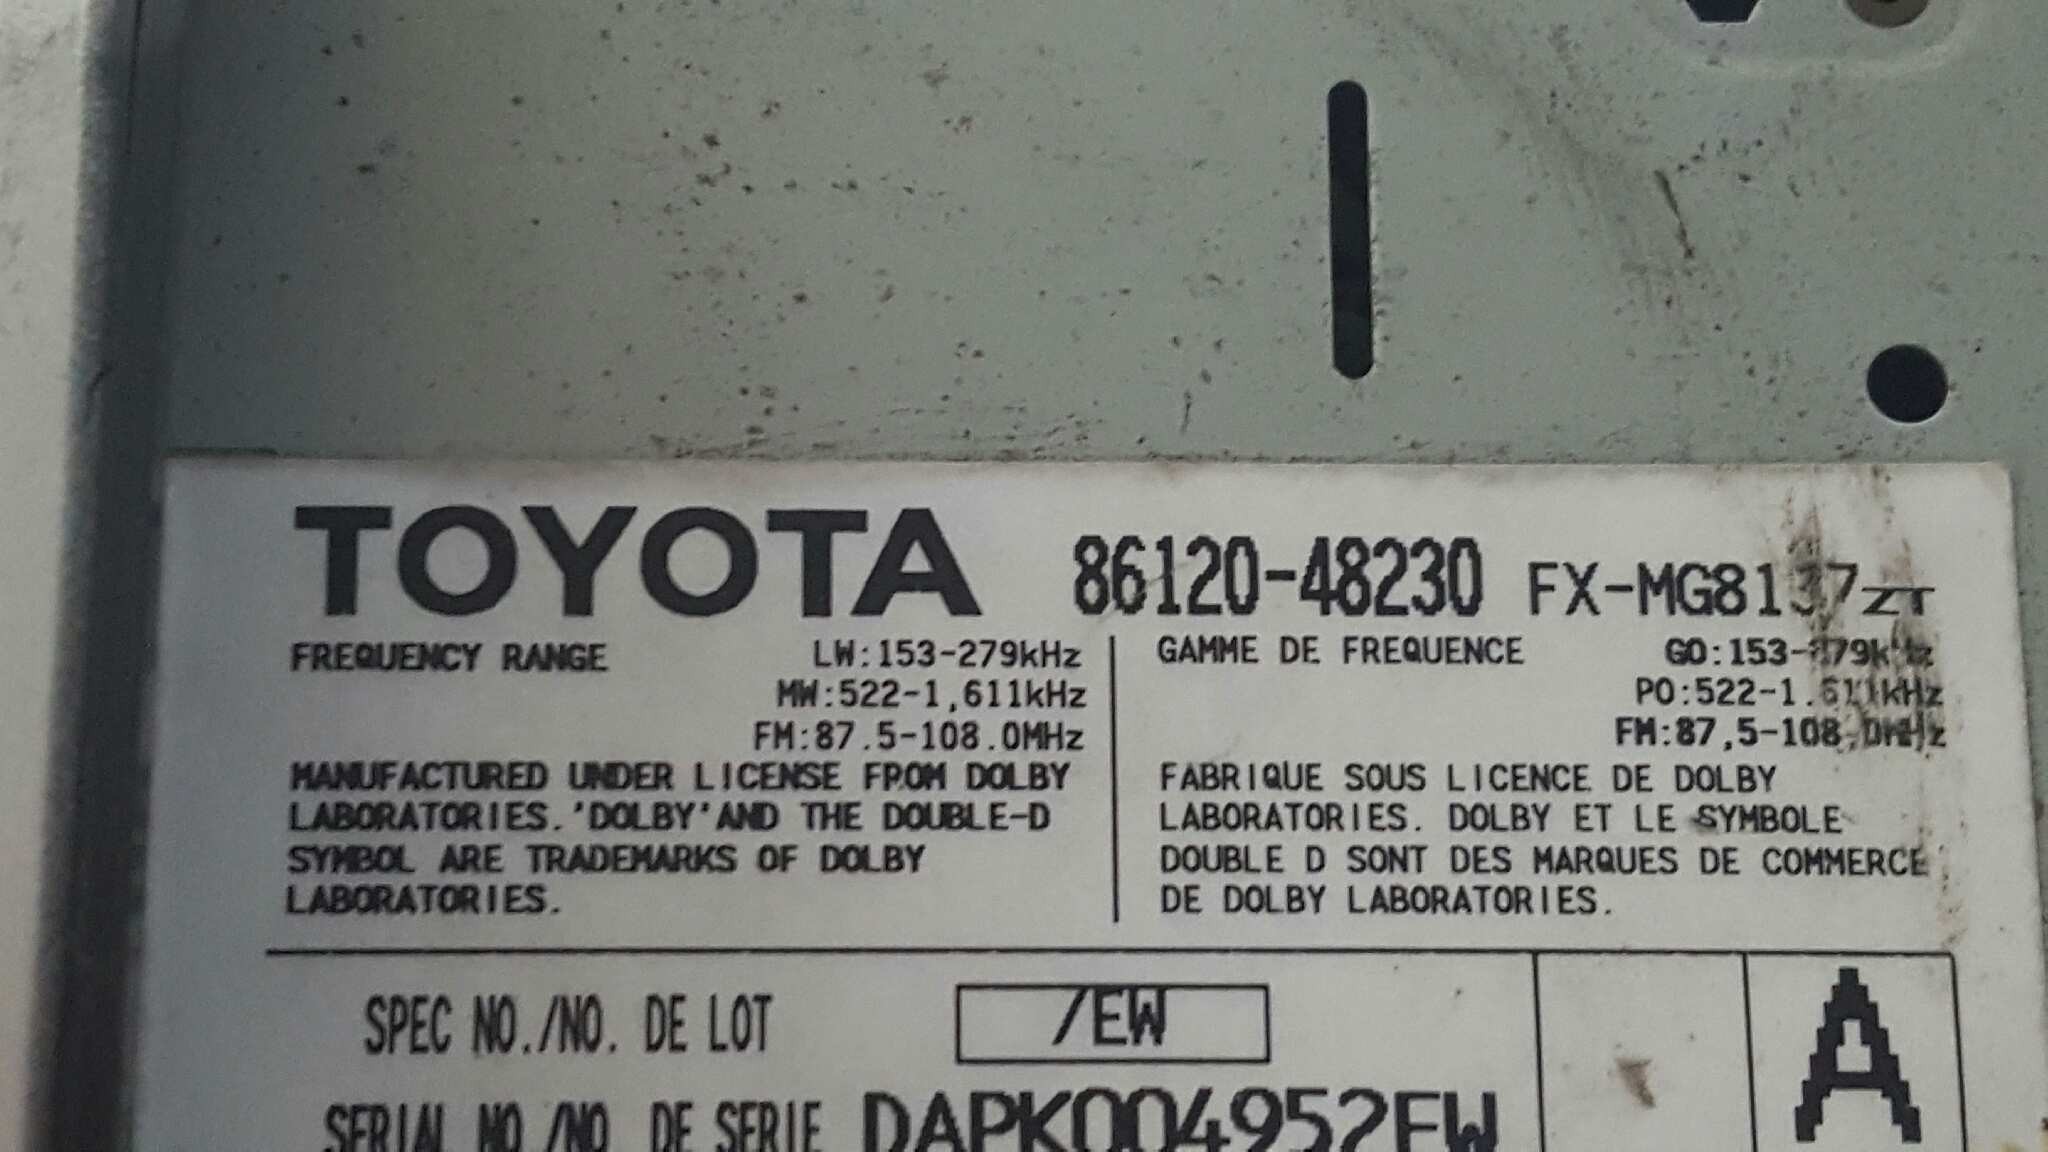 TOYOTA 86120-48230 FX-MG8137ZT
FREQUENCY RANGE LW:153-279kHz
MW:522-1,611kHz
FM:87.5-108.0MHz
MANUFACTURED UNDER LICENSE FROM DOLBY
LABORATORIES.'DOLBY'AND THE DOUBLE-D
SYMBOL ARE TRADEMARKS OF DOLBY
LABORATORIES.
GAMME DE FREQUENCE GO:153-279kHz
PO:522-1.611kHz
FM:87,5-108,0MHz
FABRIQUE SOUS LICENCE DE DOLBY
LABORATORIES. DOLBY ET LE SYMBOLE
DOUBLE D SONT DES MARQUES DE COMMERCE
DE DOLBY LABORATORIES.
SPEC NO./NO. DE LOT /EW
A
SERIAL NO./NO. DE SERIE DAPK004952EW